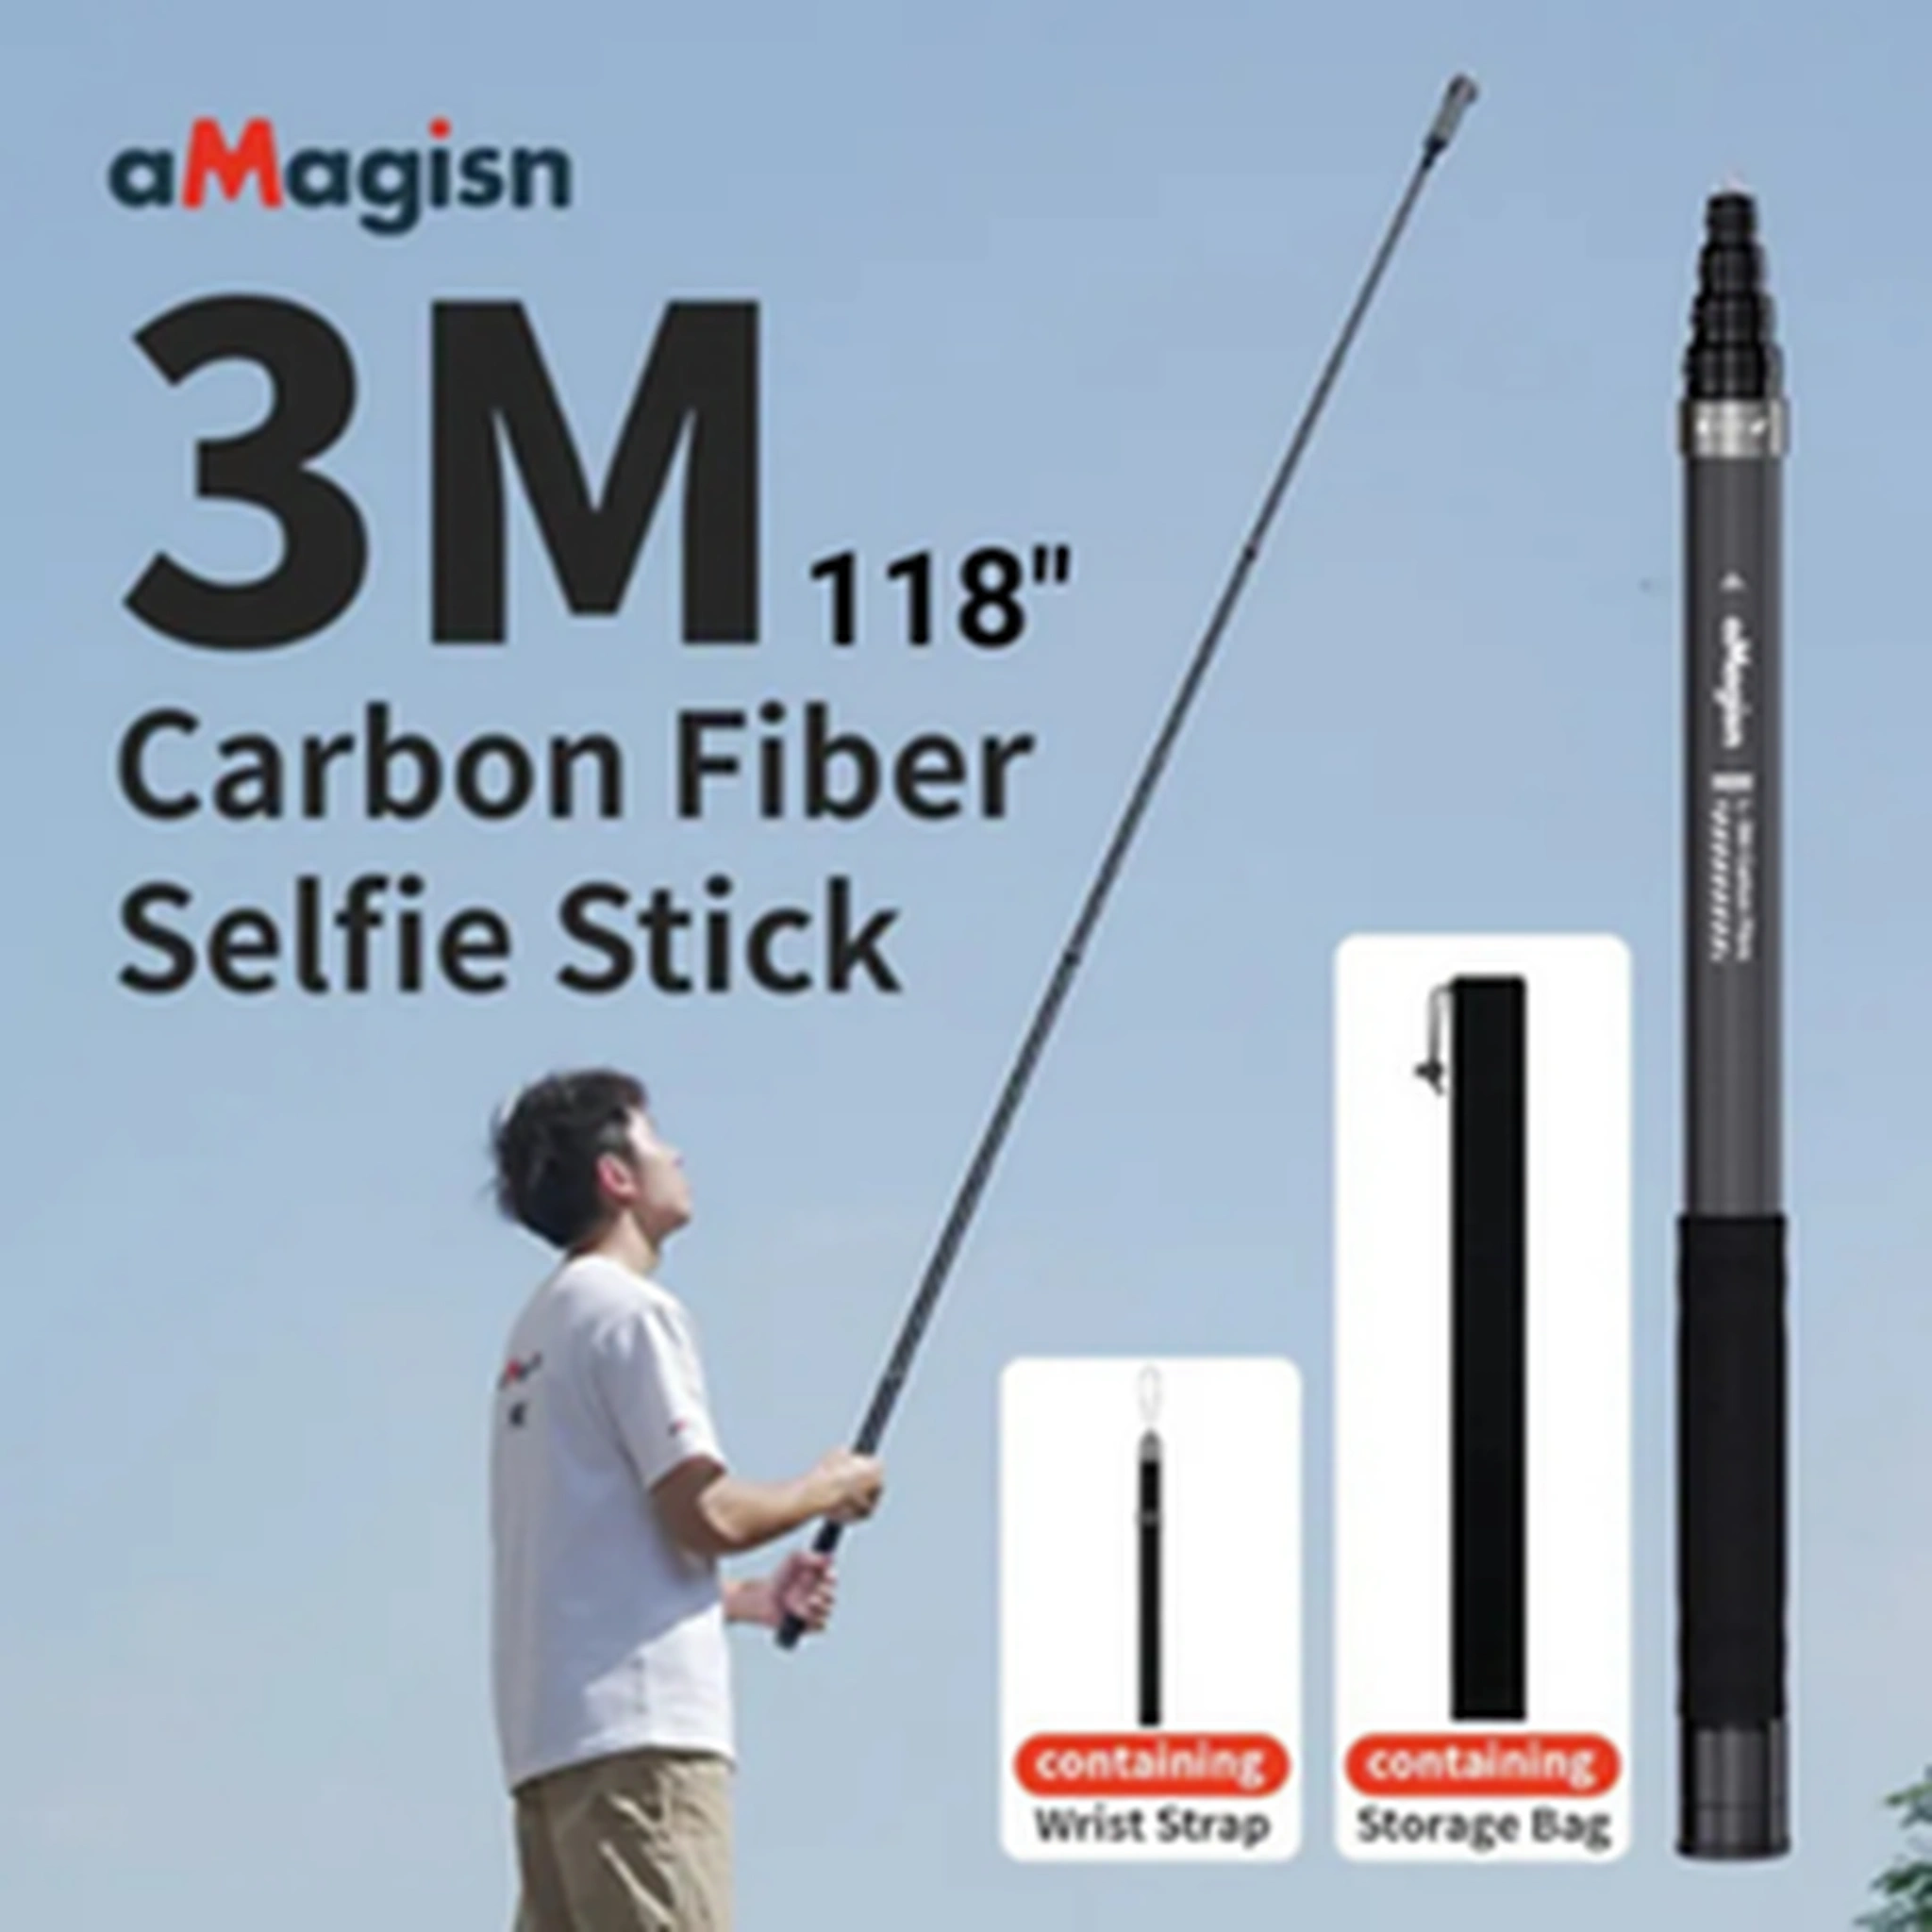 aMagisn
3M 118"
Carbon Fiber
Selfie Stick
aMagisn
containing
Wrist Strap
containing
Storage Bag